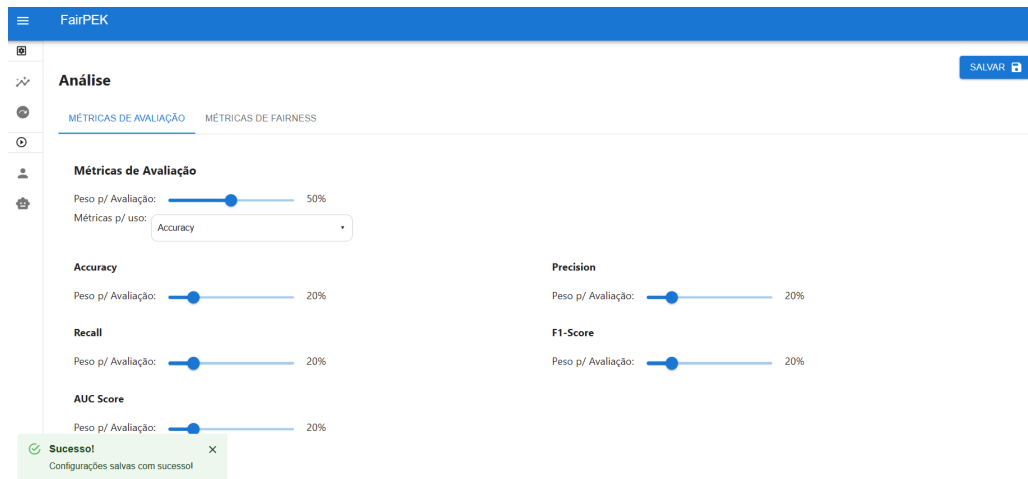 FairPEK
SALVAR
Análise
MÉTRICAS DE AVALIAÇÃO MÉTRICAS DE FAIRNESS
Métricas de Avaliação
Peso p/ Avaliação: 50%
Métricas p/ uso: Accuracy
Accuracy
Peso p/ Avaliação: 20%
Precision
Peso p/ Avaliação: 20%
Recall
Peso p/ Avaliação: 20%
F1-Score
Peso p/ Avaliação: 20%
AUC Score
Peso p/ Avaliação: 20%
Sucesso!
Configurações salvas com sucesso!